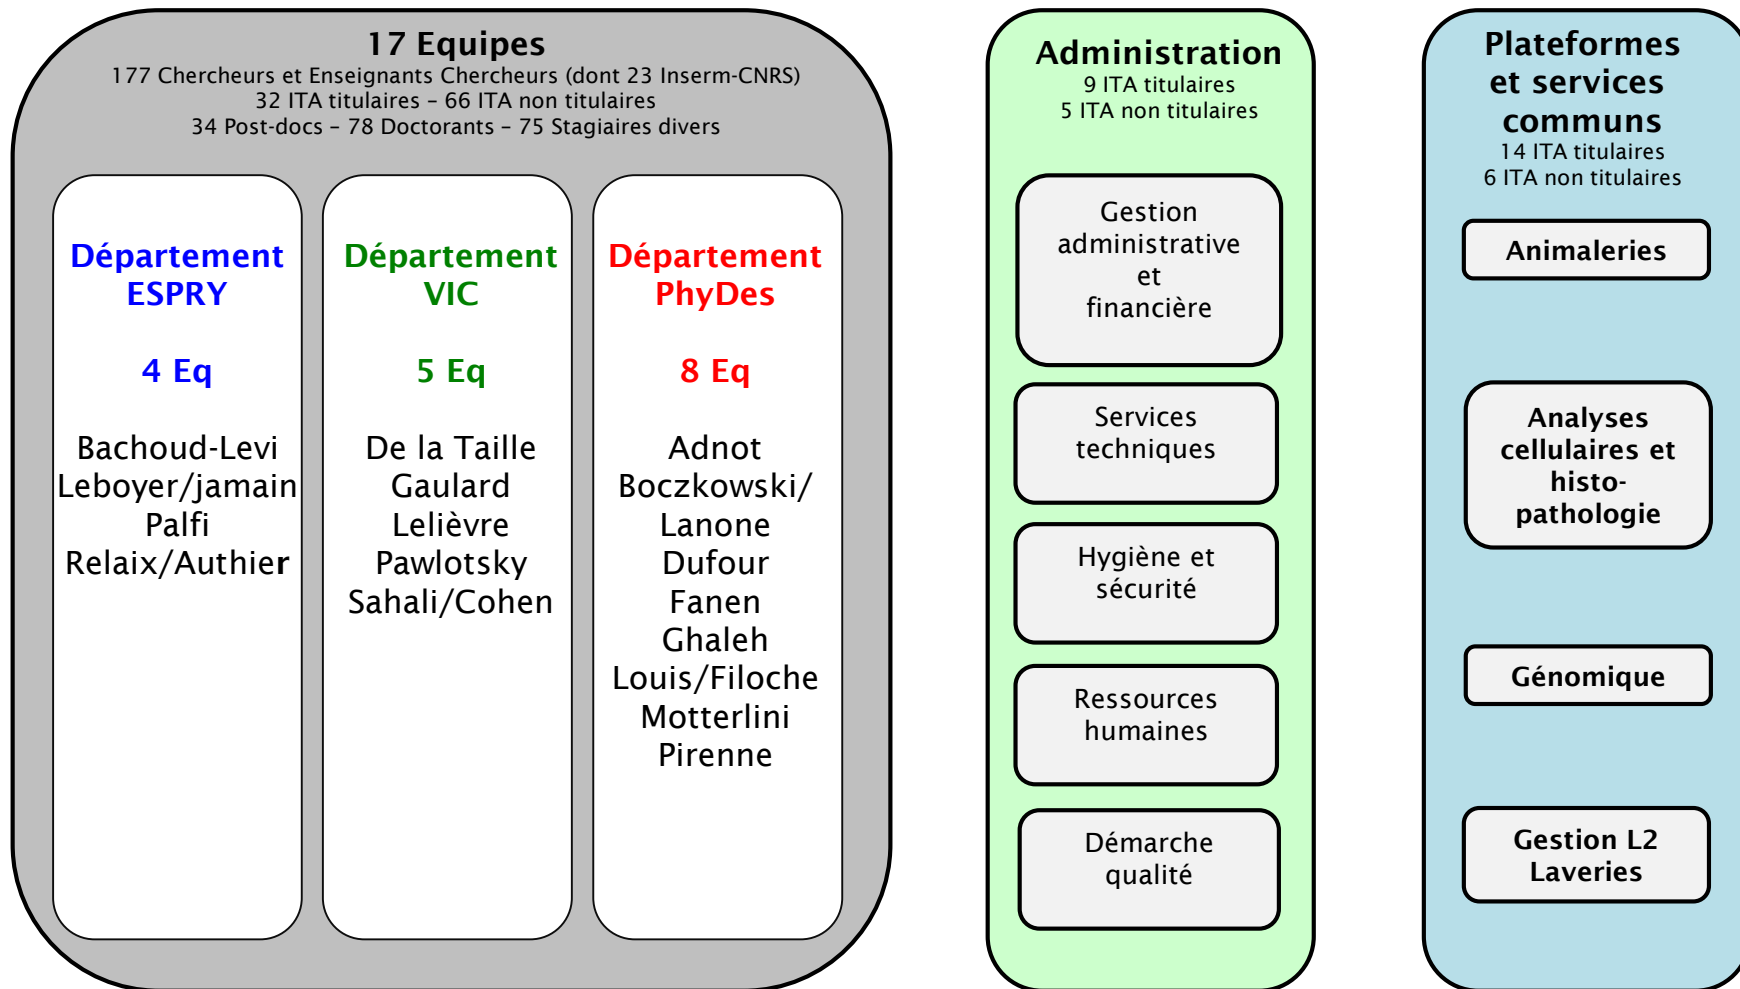 17 Equipes
177 Chercheurs et Enseignants Chercheurs (dont 23 Inserm-CNRS)
32 ITA titulaires – 66 ITA non titulaires
34 Post-docs – 78 Doctorants – 75 Stagiaires divers
Département
ESPRY
4 Eq
Bachoud-Levi
Leboyer/jamain
Palfi
Relaix/Authier
Département
VIC
5 Eq
De la Taille
Gaulard
Lelièvre
Pawlotsky
Sahali/Cohen
Département
PhyDes
8 Eq
Adnot
Boczkowski/
Lanone
Dufour
Fanen
Ghaleh
Louis/Filoche
Motterlini
Pirenne
Administration
9 ITA titulaires
5 ITA non titulaires
Gestion
administrative
et
financière
Services
techniques
Hygiène et
sécurité
Ressources
humaines
Démarche
qualité
Plateformes
et services
communs
14 ITA titulaires
6 ITA non titulaires
Animaleries
Analyses
cellulaires et
histo-
pathologie
Génomique
Gestion L2
Laveries